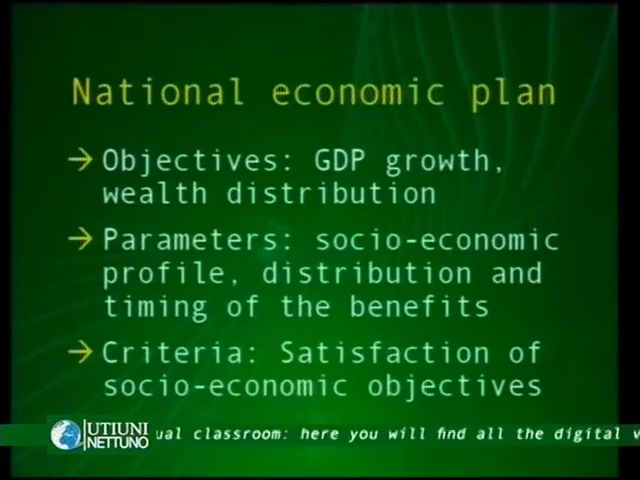 National economic plan
→ Objectives: GDP growth,
wealth distribution
→ Parameters: socio-economic
profile, distribution and
timing of the benefits
→ Criteria: Satisfaction of
socio-economic objectives
UTIUNI
NETTUNO
ual classroom: here you will find all the digital v